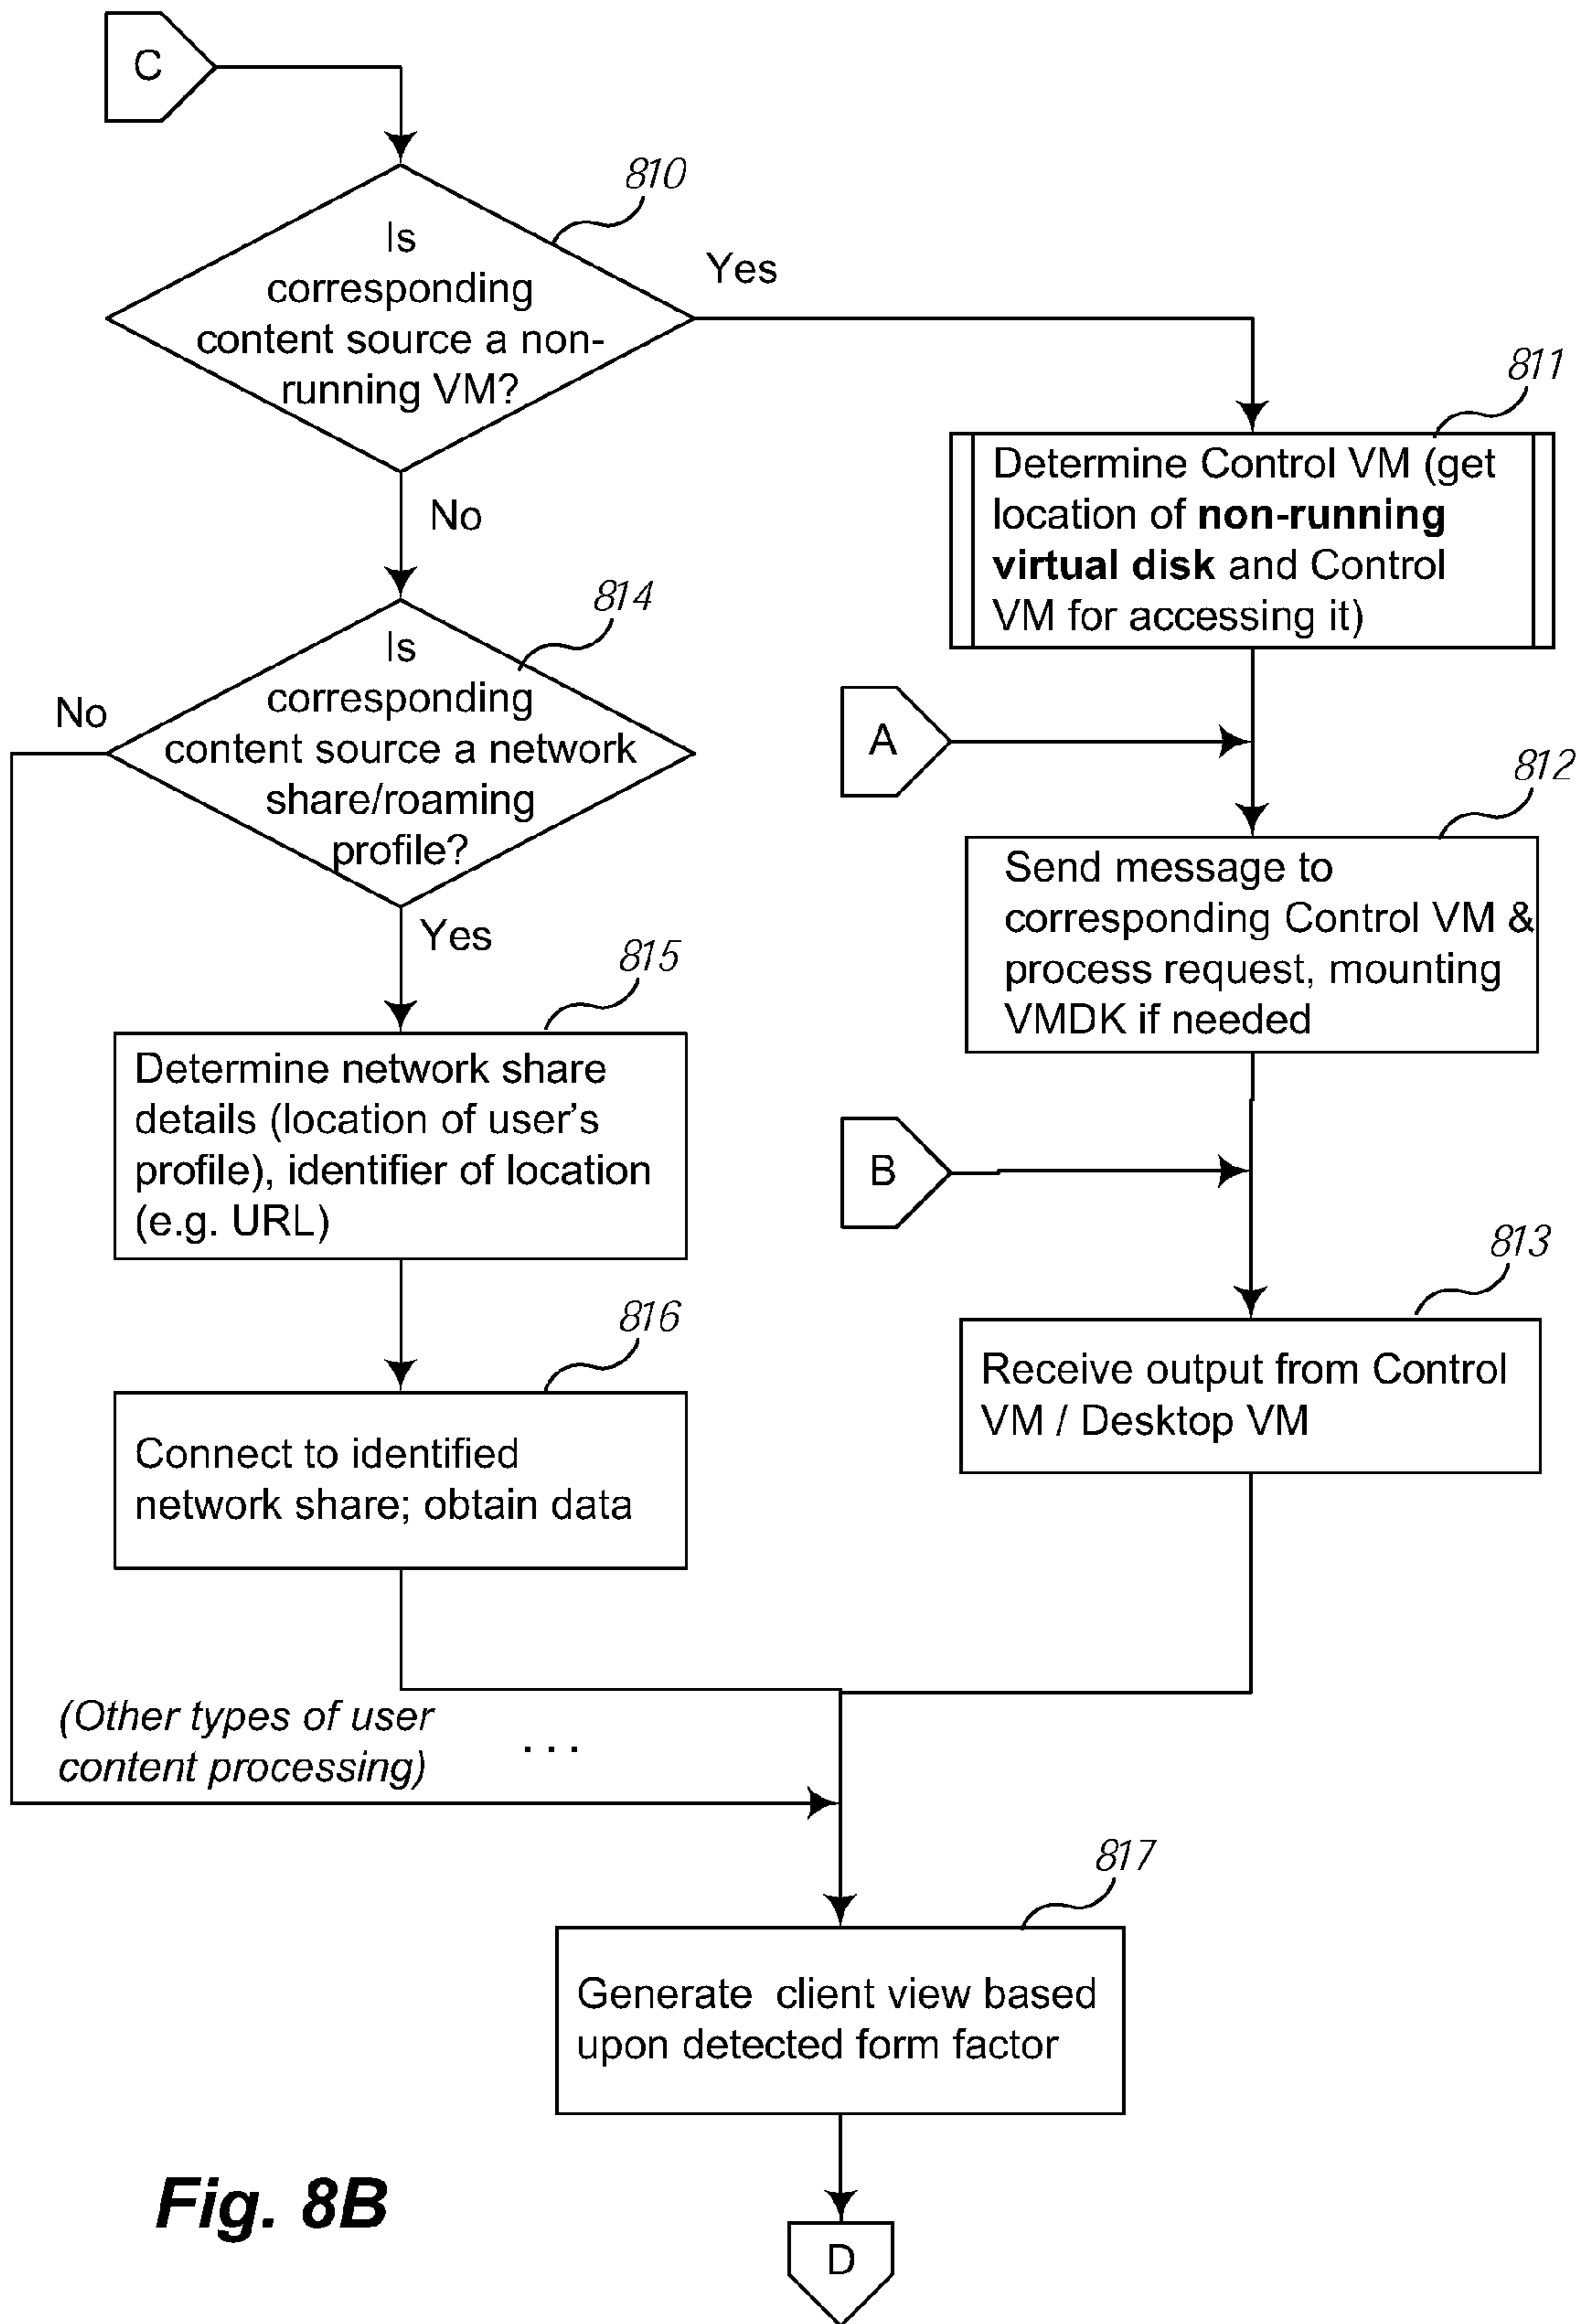 C
810
Is
corresponding
content source a non-
running VM?
Yes
No
811
Determine Control VM (get
location of non-running
virtual disk and Control
VM for accessing it)
814
Is
corresponding
content source a network
share/roaming
profile?
No
Yes
A
812
Send message to
corresponding Control VM &
process request, mounting
VMDK if needed
815
Determine network share
details (location of user's
profile), identifier of location
(e.g. URL)
B
813
Receive output from Control
VM / Desktop VM
816
Connect to identified
network share; obtain data
(Other types of user
content processing)
. . .
817
Generate client view based
upon detected form factor
Fig. 8B
D